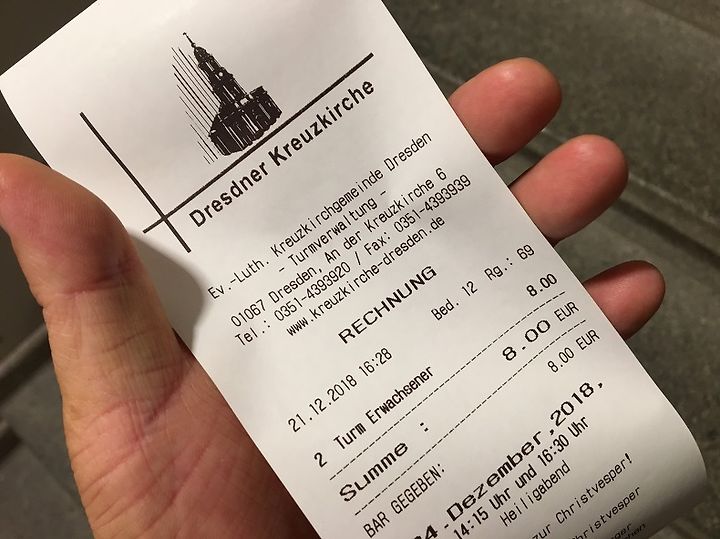 Dresdner Kreuzkirche
Ev.-Luth. Kreuzkirchgemeinde Dresden
- Turmverwaltung -
01067 Dresden, An der Kreuzkirche 6
Tel.: 0351-4393920 / Fax: 0351-4393939
www.kreuzkirche-dresden.de
RECHNUNG
21.12.2018 16:28 Bed. 12 Rg.: 69
2 Turm Erwachsener 8.00
Summe : 8.00 EUR
BAR GEGEBEN: 8.00 EUR
Dezember, 2018,
14:15 Uhr und 16:30 Uhr
Heiligabend
zur Christvesper!
Christvesper